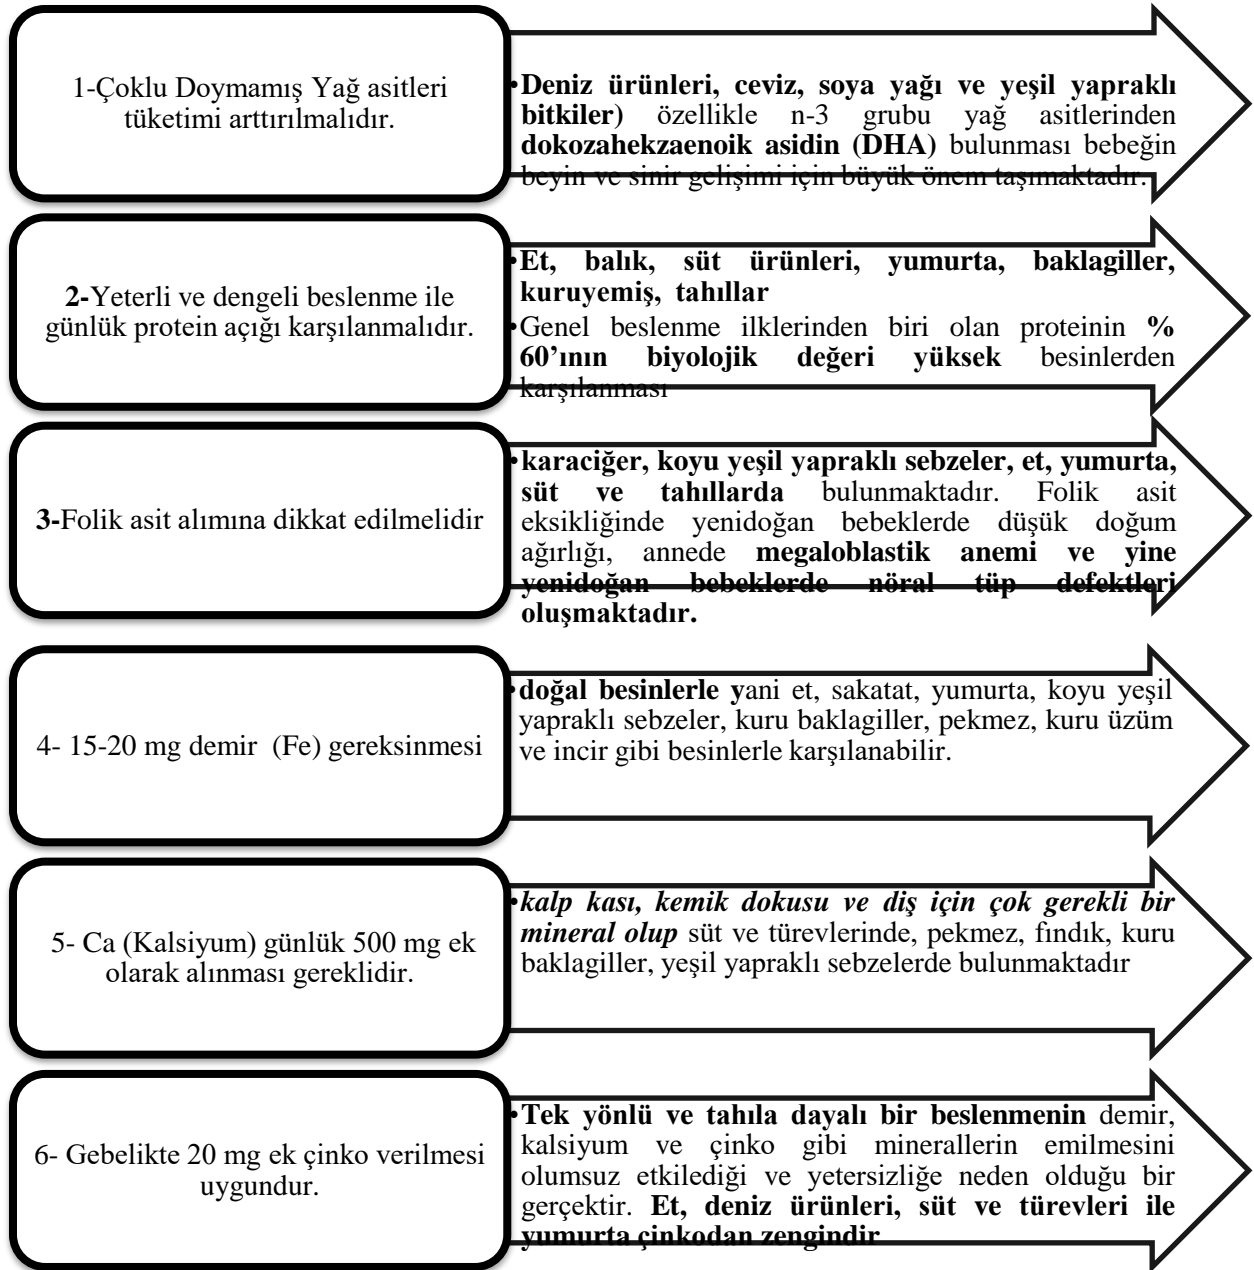 1-Çoklu Doymamış Yağ asitleri
tüketimi arttırılmalıdır.
•Deniz ürünleri, ceviz, soya yağı ve yeşil yapraklı
bitkiler) özellikle n-3 grubu yağ asitlerinden
dokozahekzaenoik asidin (DHA) bulunması bebeğin
beyin ve sinir gelişimi için büyük önem taşımaktadır.
2-Yeterli ve dengeli beslenme ile
günlük protein açığı karşılanmalıdır.
•Et, balık, süt ürünleri, yumurta, baklagiller,
kuruyemiş, tahıllar
•Genel beslenme ilklerinden biri olan proteinin %
60’ının biyolojik değeri yüksek besinlerden
karşılanması
3-Folik asit alımına dikkat edilmelidir
•karaciğer, koyu yeşil yapraklı sebzeler, et, yumurta,
süt ve tahıllarda bulunmaktadır. Folik asit
eksikliğinde yenidoğan bebeklerde düşük doğum
ağırlığı, annede megaloblastik anemi ve yine
yenidoğan bebeklerde nöral tüp defektleri
oluşmaktadır.
4- 15-20 mg demir (Fe) gereksinmesi
•doğal besinlerle yani et, sakatat, yumurta, koyu yeşil
yapraklı sebzeler, kuru baklagiller, pekmez, kuru üzüm
ve incir gibi besinlerle karşılanabilir.
5- Ca (Kalsiyum) günlük 500 mg ek
olarak alınması gereklidir.
•kalp kası, kemik dokusu ve diş için çok gerekli bir
mineral olup süt ve türevlerinde, pekmez, fındık, kuru
baklagiller, yeşil yapraklı sebzelerde bulunmaktadır
6- Gebelikte 20 mg ek çinko verilmesi
uygundur.
•Tek yönlü ve tahıla dayalı bir beslenmenin demir,
kalsiyum ve çinko gibi minerallerin emilmesini
olumsuz etkilediği ve yetersizliğe neden olduğu bir
gerçektir. Et, deniz ürünleri, süt ve türevleri ile
yumurta çinkodan zengindir